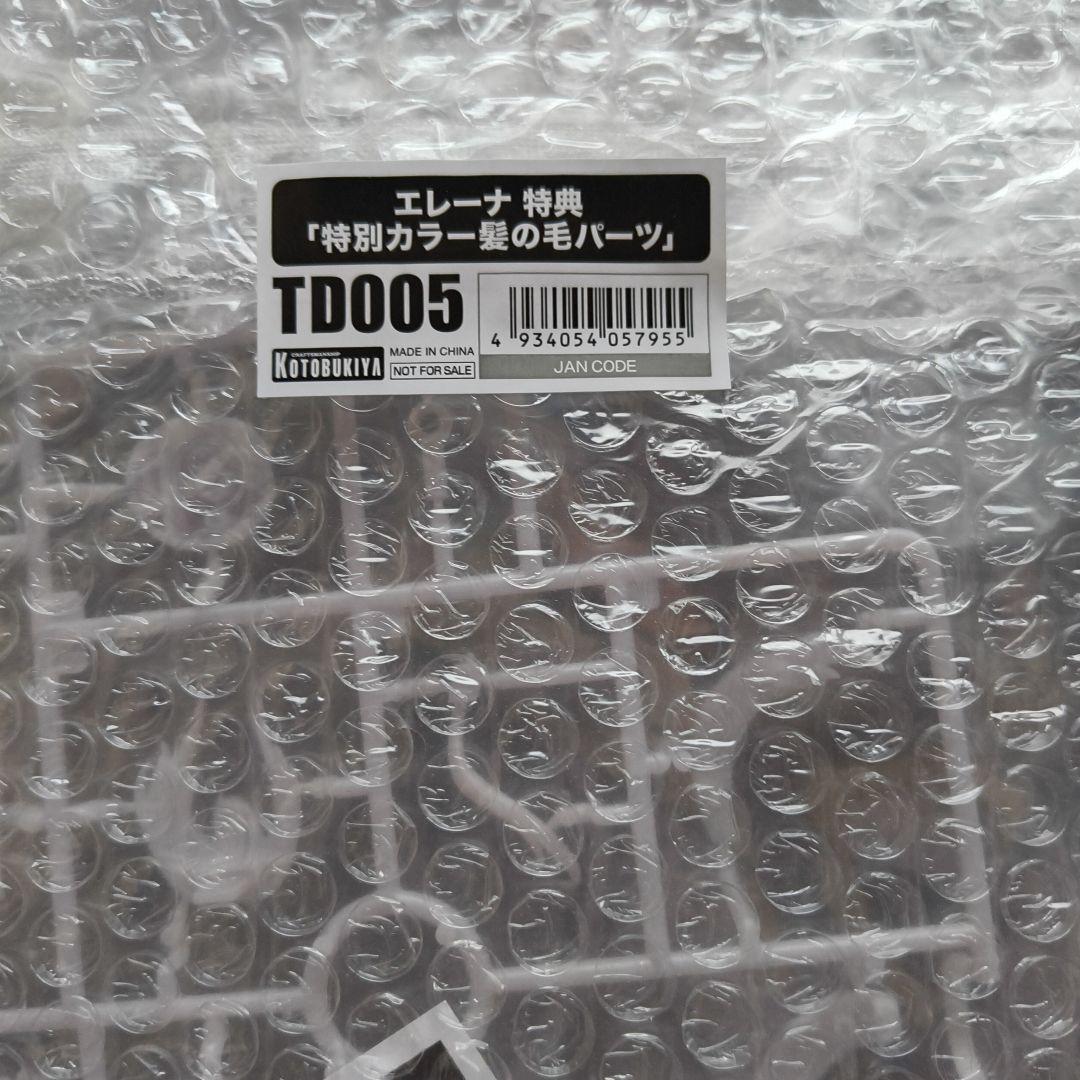 エレーナ 特典
「特別カラー髪の毛パーツ」
TD005
4 934054 057955
CRAFTSMANSHIP
KOTOBUKIYA
MADE IN CHINA
NOT FOR SALE
JAN CODE